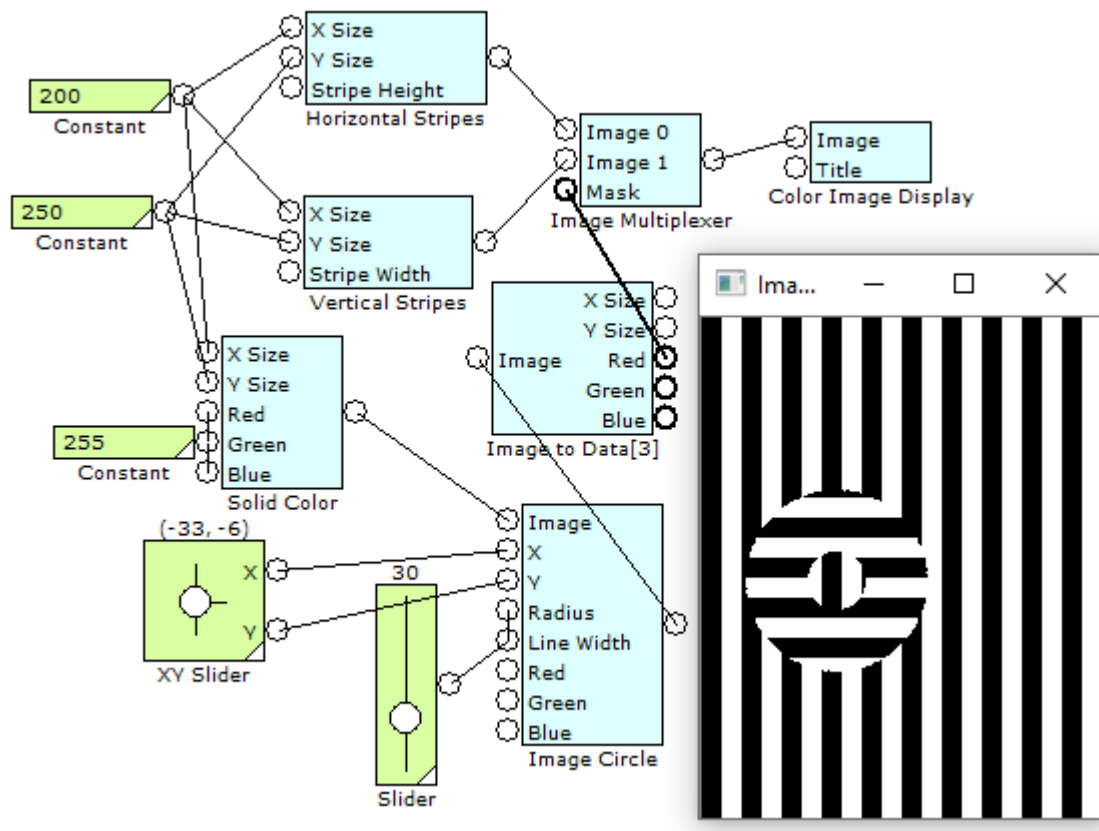 200
Constant
250
Constant
X Size
Y Size
Stripe Height
Horizontal Stripes
X Size
Y Size
Stripe Width
Vertical Stripes
Image 0
Image 1
Mask
Image Multiplexer
Image
Title
Color Image Display
X Size
Y Size
Image
Red
Green
Blue
Image to Data[3]
X Size
Y Size
Red
Green
Blue
Solid Color
255
Constant
(-33, -6)
X
Y
XY Slider
30
Slider
Image
X
Y
Radius
Line Width
Red
Green
Blue
Image Circle
Ima...